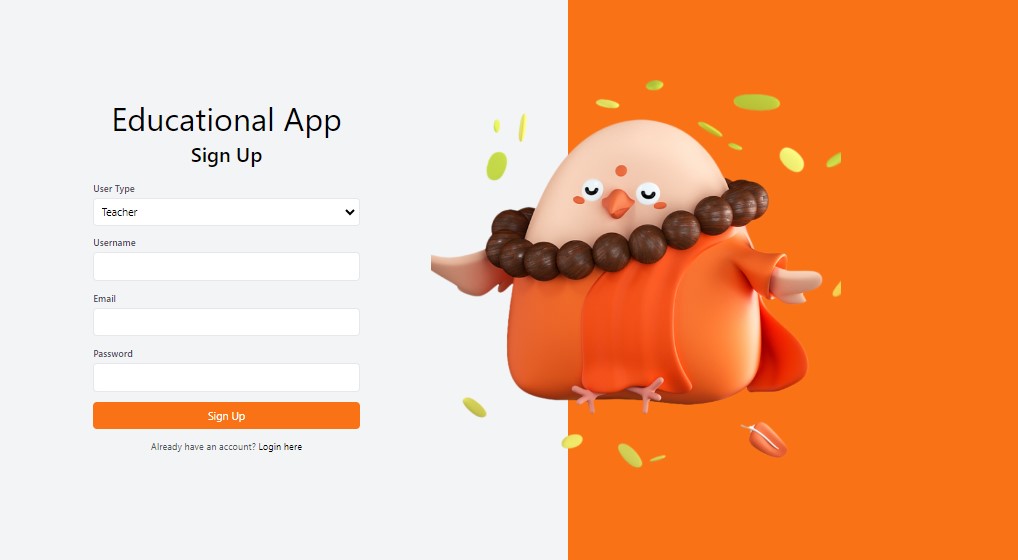 Educational App
Sign Up
User Type
Teacher
Username
Email
Password
Sign Up
Already have an account? Login here